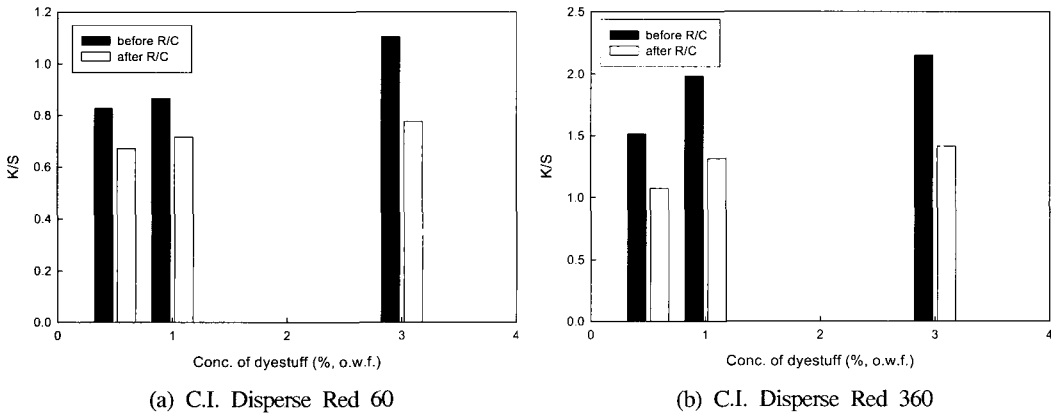 1.2
1.0
0.8
0.6
0.4
0.2
0.0
K/S
before R/C
after R/C
0 1 2 3 4
Conc. of dyestuff (%, o.w.f.)
(a) C.I. Disperse Red 60
2.5
2.0
1.5
1.0
0.5
0.0
K/S
before R/C
after R/C
0 1 2 3 4
Conc. of dyestuff (%, o.w.f.)
(b) C.I. Disperse Red 360